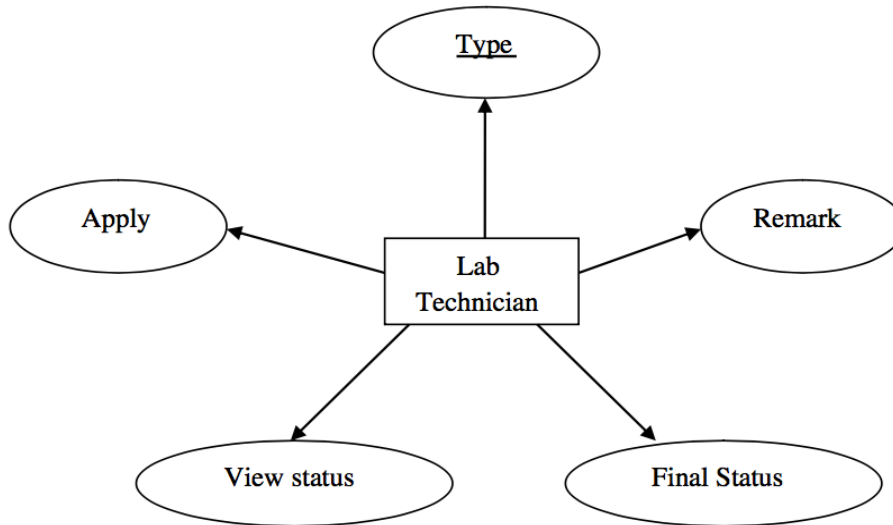 Type
Apply
Remark
Lab
Technician
View status
Final Status